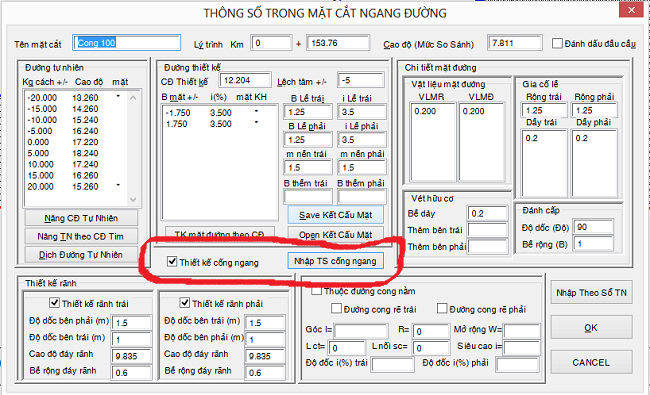 THÔNG SỐ TRONG MẶT CẮT NGANG ĐƯỜNG
Tên mặt cắt Cong 100 Lý trình Km 0 + 153.76 Cao độ (Mức So Sánh) 7.811 Đánh dấu đầu cầu
Đường tự nhiên
Kg cách +/- Cao độ mặt
-20.000 13.260 *
-15.000 14.260
-10.000 15.240
-5.000 16.240
0.000 17.220
5.000 18.220
10.000 17.240
15.000 16.260
20.000 15.260 *
Nâng CĐ Tự Nhiên
Nâng TN theo CĐ Tim
Dịch Đường Tự Nhiên
Đường thiết kế
CĐ Thiết kế 12.204 Lệch tâm +/- -5
B mặt +/- i(%) mặt KH
-1.750 3.500 *
1.750 3.500 *
B Lề trái i Lề trái
1.25 3.5
B Lề phải i Lề phải
1.25 3.5
m nền trái m nền phải
1.5 1.5
B thêm trái B thêm phải
Save Kết Cấu Mặt
TK mặt đường theo CĐ Open Kết Cấu Mặt
Thiết kế cống ngang Nhập TS cống ngang
Chi tiết mặt đường
Vật liệu mặt đường
VLMR VLMĐ
0.200 0.200
Gia cố lề
Rộng trái Rộng phải
1.25 1.25
Dầy trái Dầy phải
0.2 0.2
Vét hữu cơ
Bề dày 0.2
Thêm bên trái
Thêm bên phải
Đánh cấp
Độ dốc (Độ) 90
Bề rộng (B) 1
Thiết kế rãnh
Thiết kế rãnh trái
Độ dốc bên phải (m) 1.5
Độ dốc bên trái (m) 1
Cao độ đáy rãnh 9.835
Bề rộng đáy rãnh 0.6
Thiết kế rãnh phải
Độ dốc bên trái (m) 1.5
Độ dốc bên phải (m) 1
Cao độ đáy rãnh 9.835
Bề rộng đáy rãnh 0.6
Thuộc đường cong nằm
Đường cong rẽ trái Đường cong rẽ phải
Góc I= R= 0 Mở rộng W=
L ct= 0 L nối sc= 0 Siêu cao i=
Độ dốc i(%) trái Độ dốc i(%) phải
Nhập Theo Sổ TN
OK
CANCEL